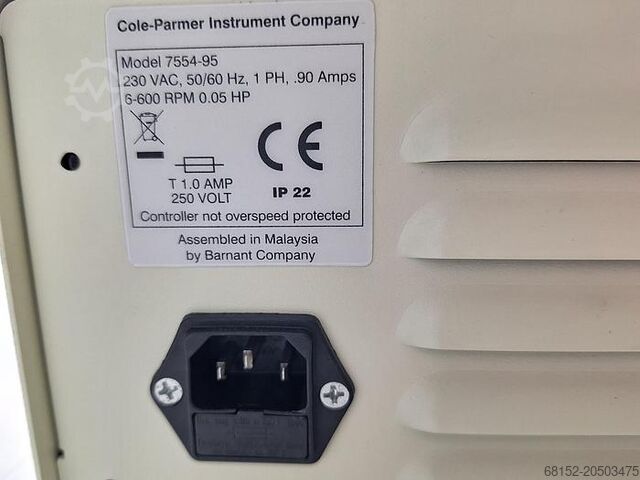 Cole-Parmer Instrument Company
Model 7554-95
230 VAC, 50/60 Hz, 1 PH, .90 Amps
6-600 RPM 0.05 HP
CE
T 1.0 AMP
250 VOLT
IP 22
Controller not overspeed protected
Assembled in Malaysia
by Barnant Company
68152-20503475